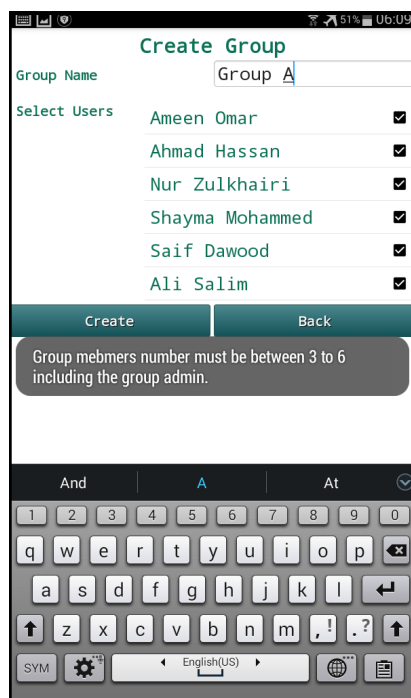 51% 06:09
Create Group
Group Name Group A
Select Users
Ameen Omar
Ahmad Hassan
Nur Zulkhairi
Shayma Mohammed
Saif Dawood
Ali Salim
Create Back
Group mebmers number must be between 3 to 6
including the group admin.
And A At
1 2 3 4 5 6 7 8 9 0
q w e r t y u i o p
a s d f g h j k l
z x c v b n m , ! . ?
SYM English(US)